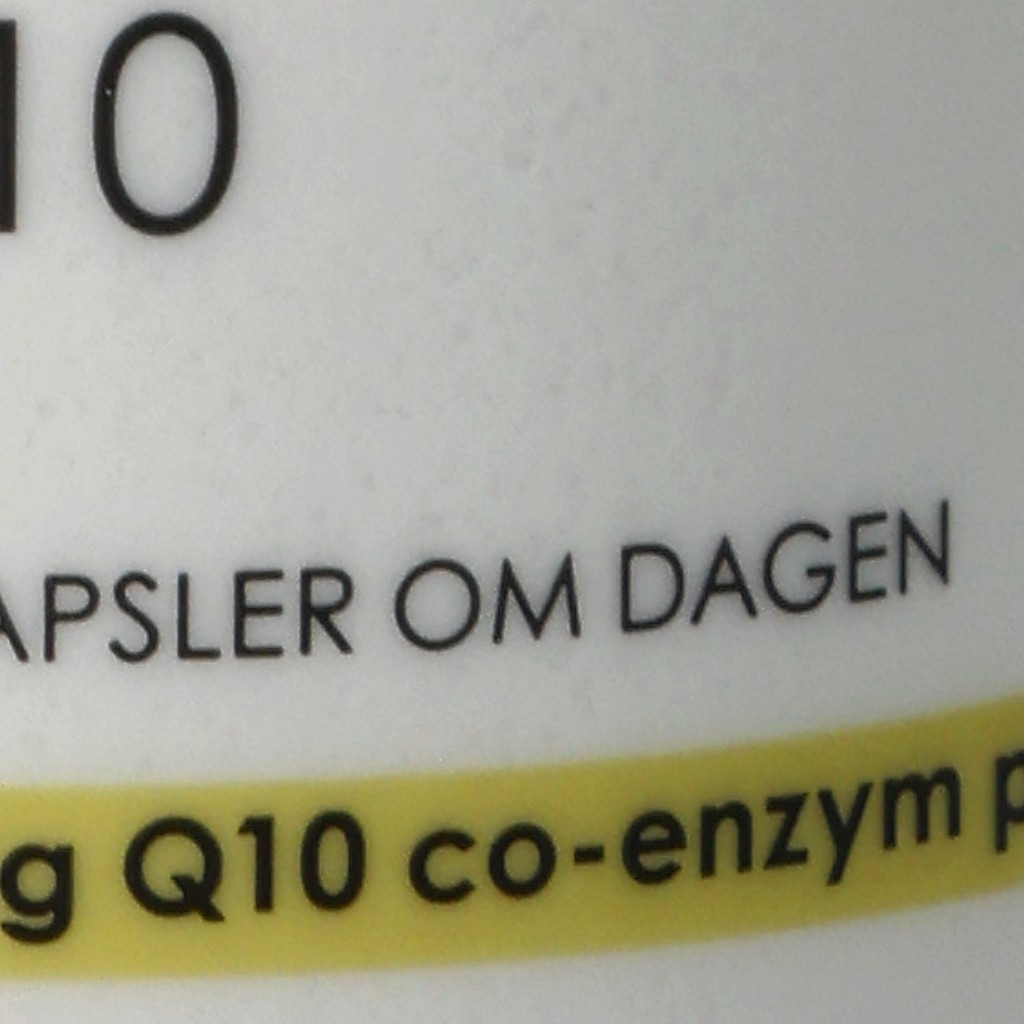 10
APSLER OM DAGEN
g Q10 co-enzym p